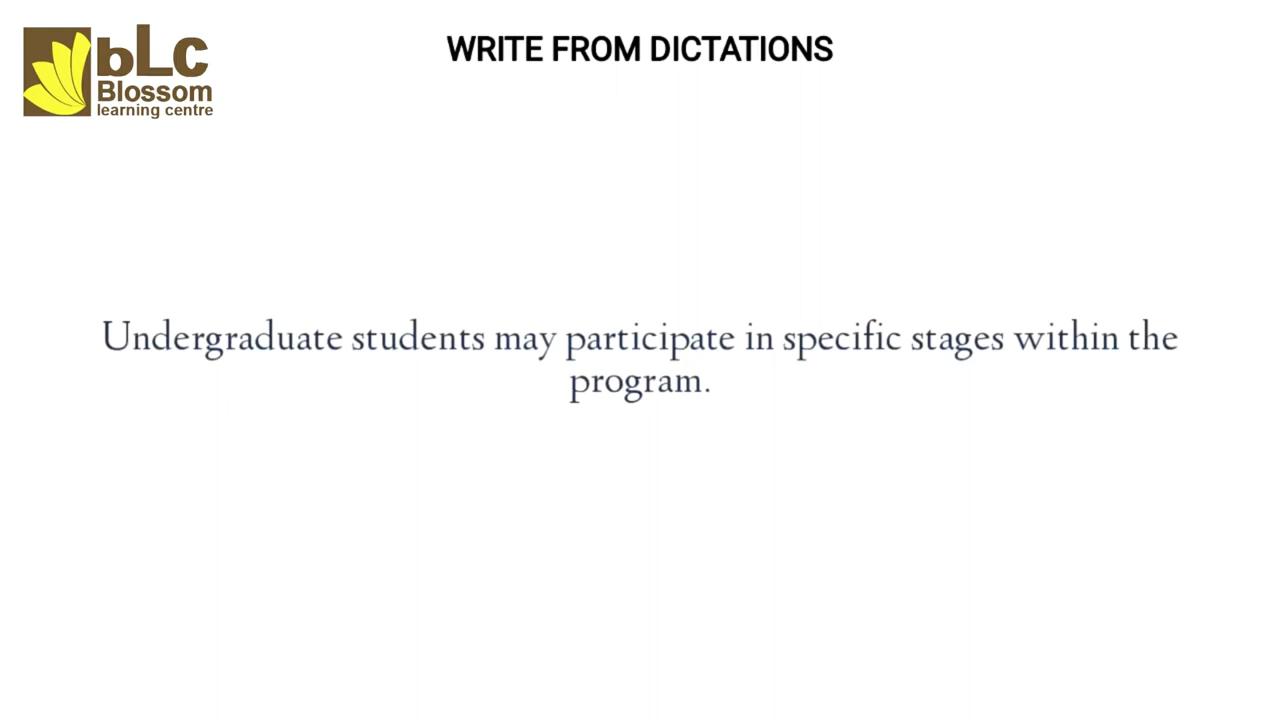 bLc
Blossom
learning centre
WRITE FROM DICTATIONS
Undergraduate students may participate in specific stages within the
program.